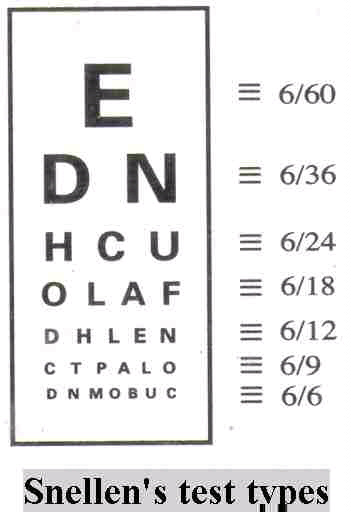 E ≡ 6/60
D N ≡ 6/36
H C U ≡ 6/24
O L A F ≡ 6/18
D H L E N ≡ 6/12
C T P A L O ≡ 6/9
D N M O B U C ≡ 6/6
Snellen's test types